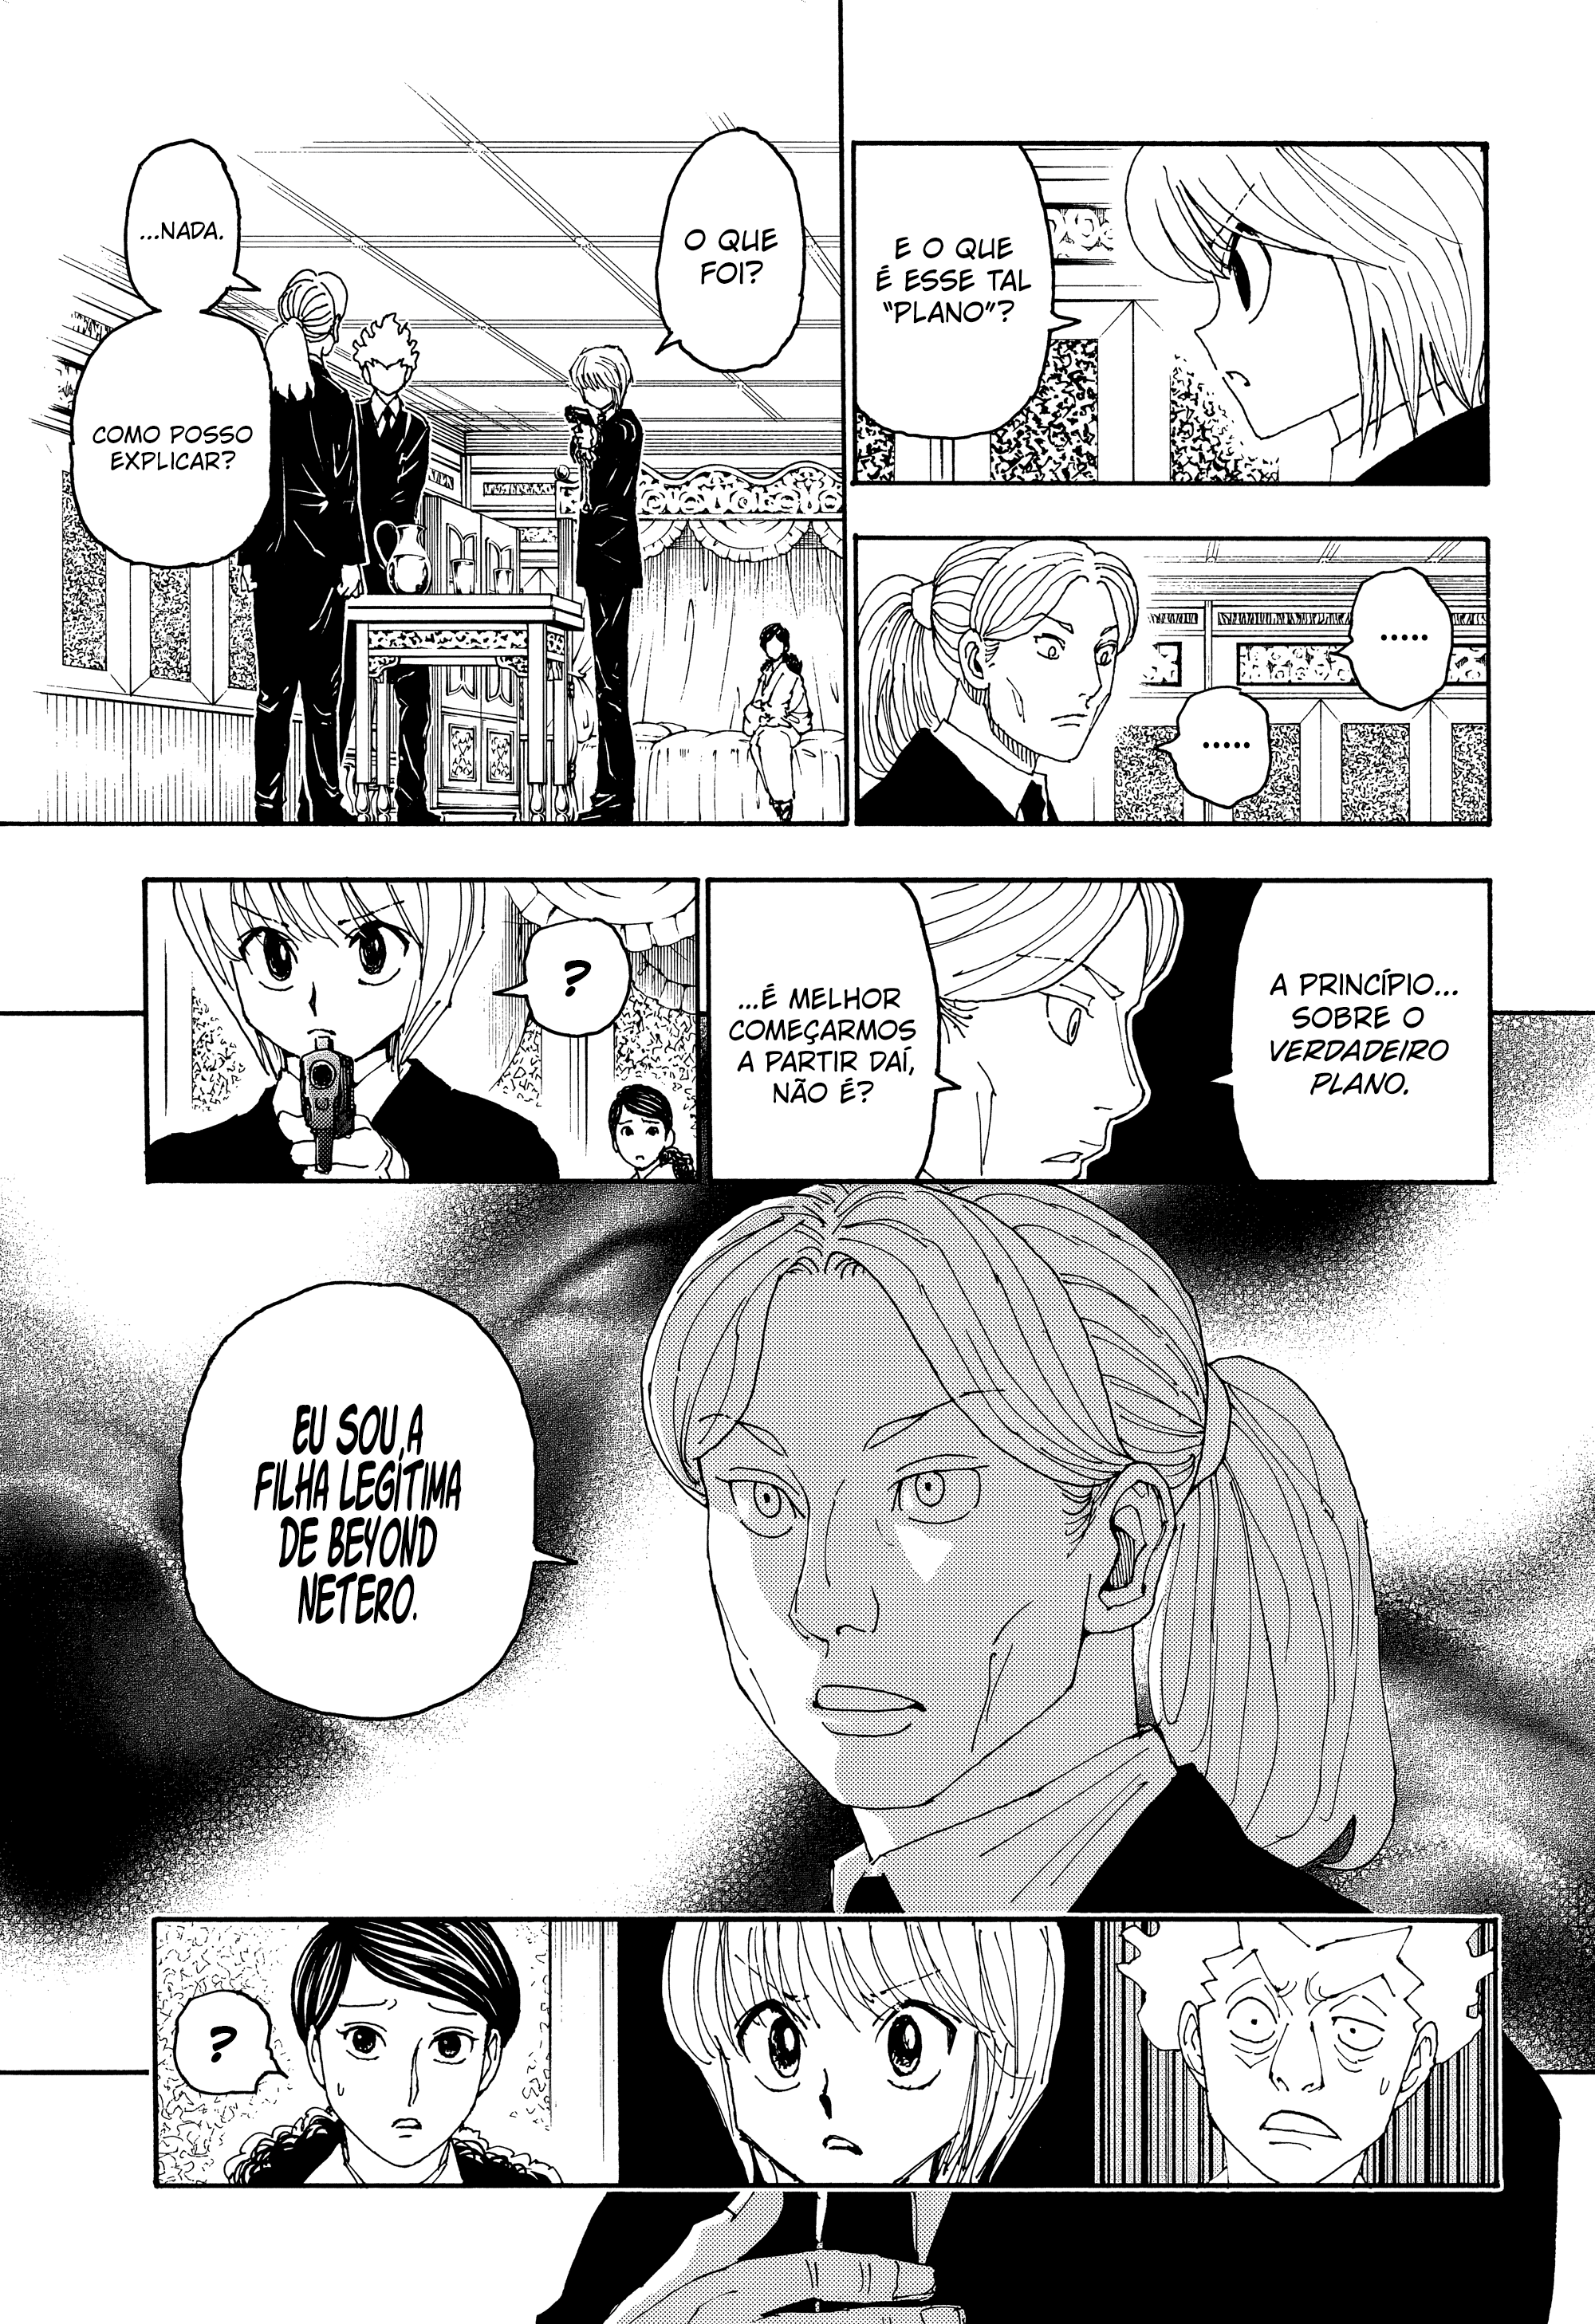 E O QUE
É ESSE TAL
"PLANO"?
.....
.....
O QUE
FOI?
...NADA.
COMO POSSO
EXPLICAR?
A PRINCÍPIO...
SOBRE O
VERDADEIRO
PLANO.
...É MELHOR
COMEÇARMOS
A PARTIR DAÍ,
NÃO É?
?
EU SOU A
FILHA LEGÍTIMA
DE BEYOND
NETERO.
?